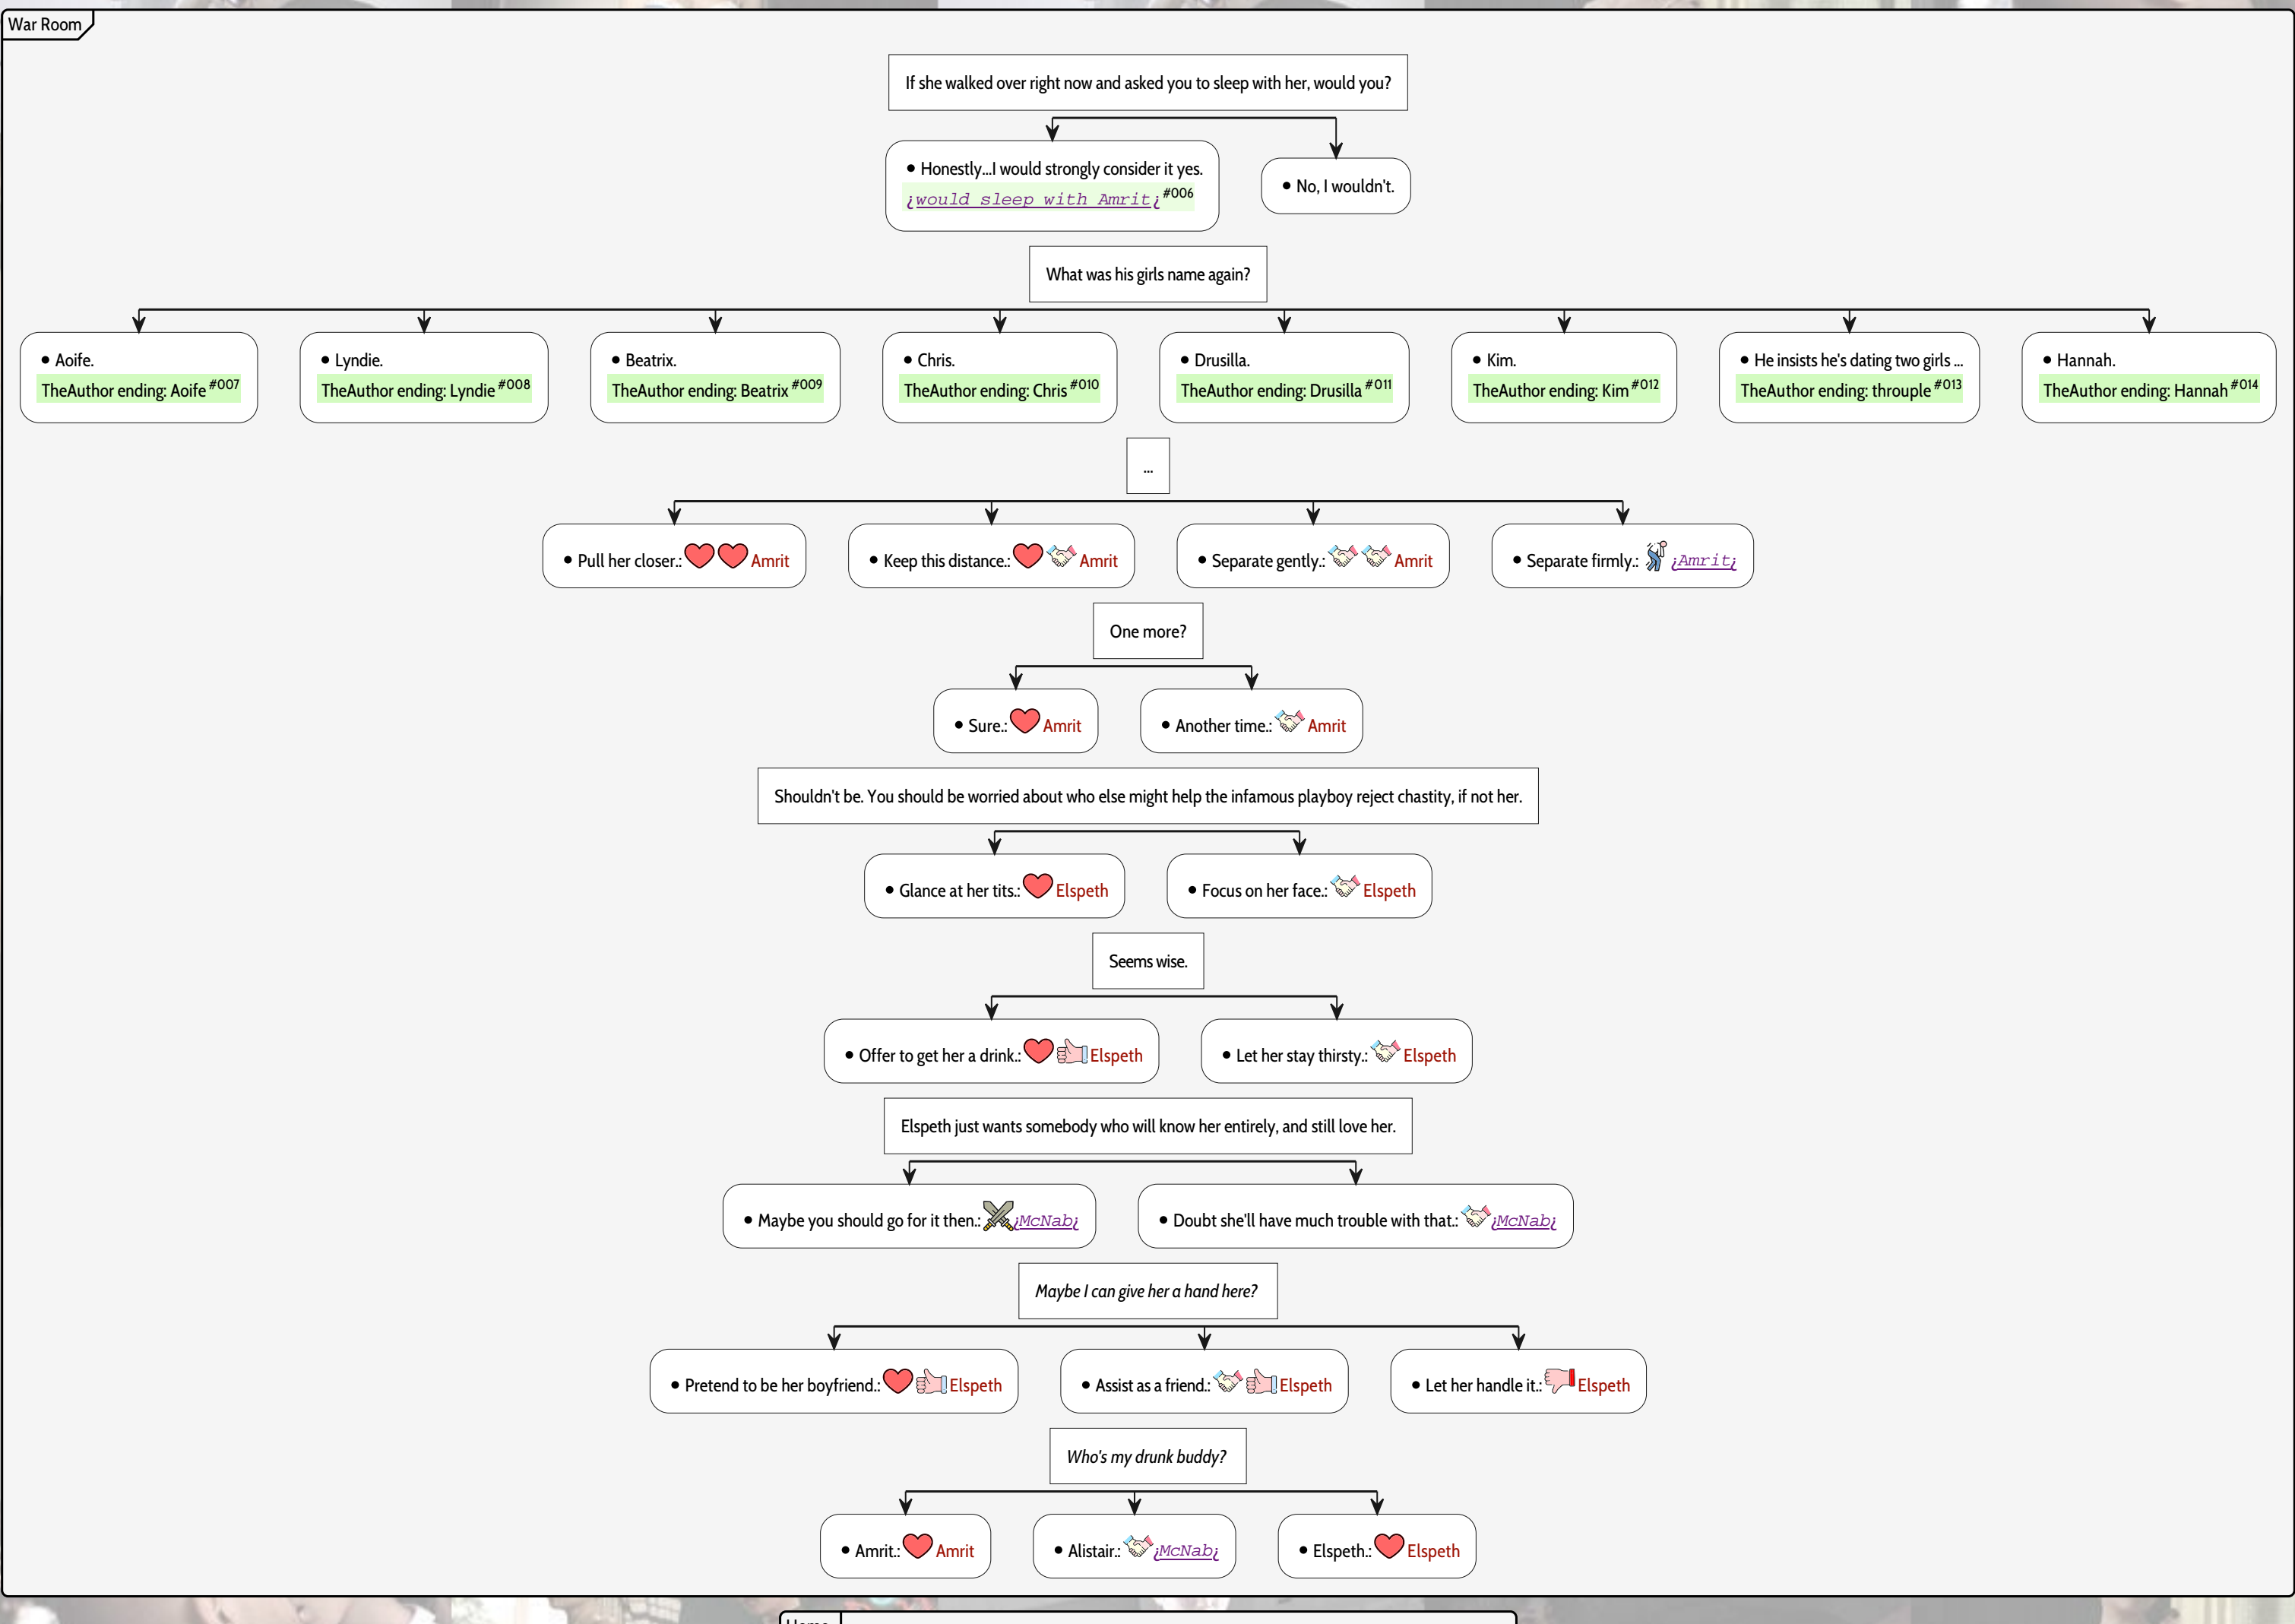 War Room
If she walked over right now and asked you to sleep with her, would you?
• Honestly...I would strongly consider it yes.
¿would sleep with Amrit¿ #006
• No, I wouldn't.
What was his girls name again?
• Aoife.
TheAuthor ending: Aoife #007
• Lyndie.
TheAuthor ending: Lyndie #008
• Beatrix.
TheAuthor ending: Beatrix #009
• Chris.
TheAuthor ending: Chris #010
• Drusilla.
TheAuthor ending: Drusilla #011
• Kim.
TheAuthor ending: Kim #012
• He insists he's dating two girls ...
TheAuthor ending: throuple #013
• Hannah.
TheAuthor ending: Hannah #014
...
• Pull her closer.: Amrit
• Keep this distance.: Amrit
• Separate gently.: Amrit
• Separate firmly.: ¿Amrit¿
One more?
• Sure.: Amrit
• Another time.: Amrit
Shouldn't be. You should be worried about who else might help the infamous playboy reject chastity, if not her.
• Glance at her tits.: Elspeth
• Focus on her face.: Elspeth
Seems wise.
• Offer to get her a drink.: Elspeth
• Let her stay thirsty.: Elspeth
Elspeth just wants somebody who will know her entirely, and still love her.
• Maybe you should go for it then.: ¿McNab¿
• Doubt she'll have much trouble with that.: ¿McNab¿
Maybe I can give her a hand here?
• Pretend to be her boyfriend.: Elspeth
• Assist as a friend.: Elspeth
• Let her handle it.: Elspeth
Who's my drunk buddy?
• Amrit.: Amrit
• Alistair.: ¿McNab¿
• Elspeth.: Elspeth